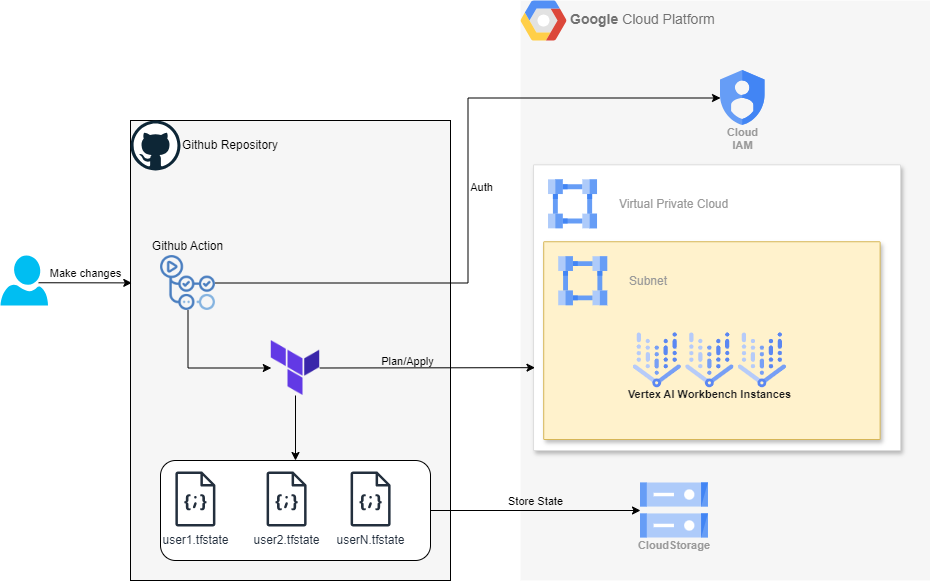 Google Cloud Platform
Cloud
IAM
Github Repository
Auth
Virtual Private Cloud
Github Action
Make changes
Subnet
Plan/Apply
Vertex AI Workbench Instances
{;} {;} {;}
user1.tfstate user2.tfstate userN.tfstate
Store State
CloudStorage